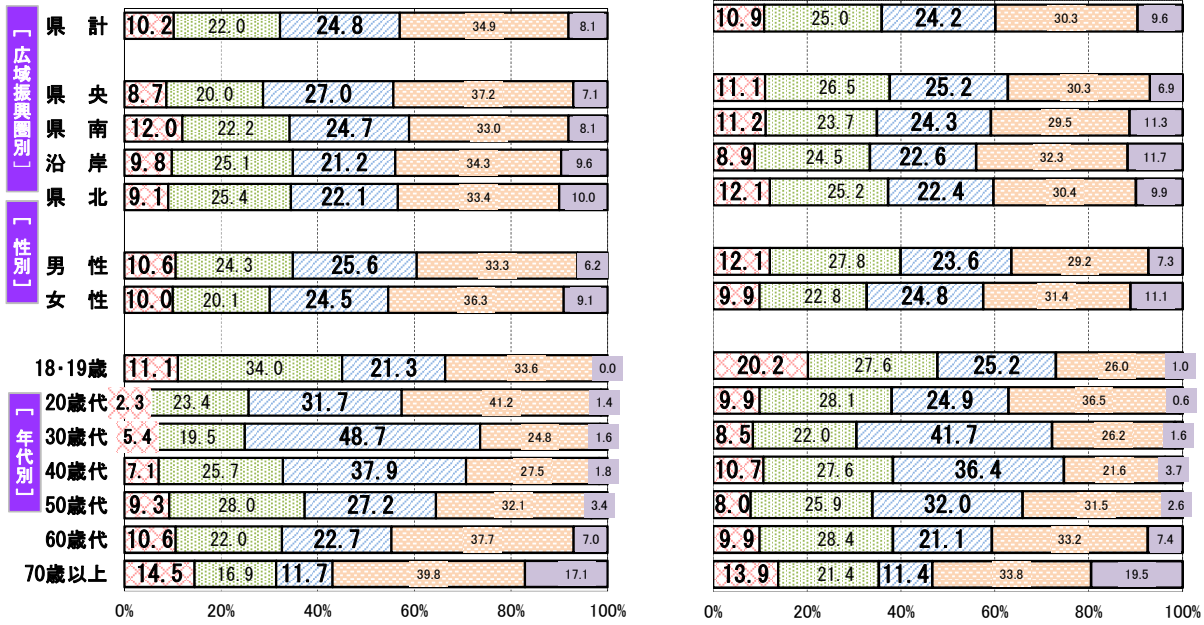 [広域振興圏別]
県 計 10.2 22.0 24.8 34.9 8.1 10.9 25.0 24.2 30.3 9.6
県 央 8.7 20.0 27.0 37.2 7.1 11.1 26.5 25.2 30.3 6.9
県 南 12.0 22.2 24.7 33.0 8.1 11.2 23.7 24.3 29.5 11.3
沿 岸 9.8 25.1 21.2 34.3 9.6 8.9 24.5 22.6 32.3 11.7
県 北 9.1 25.4 22.1 33.4 10.0 12.1 25.2 22.4 30.4 9.9
[性別]
男 性 10.6 24.3 25.6 33.3 6.2 12.1 27.8 23.6 29.2 7.3
女 性 10.0 20.1 24.5 36.3 9.1 9.9 22.8 24.8 31.4 11.1
[年代別]
18・19歳 11.1 34.0 21.3 33.6 0.0 20.2 27.6 25.2 26.0 1.0
20歳代 2.3 23.4 31.7 41.2 1.4 9.9 28.1 24.9 36.5 0.6
30歳代 5.4 19.5 48.7 24.8 1.6 8.5 22.0 41.7 26.2 1.6
40歳代 7.1 25.7 37.9 27.5 1.8 10.7 27.6 36.4 21.6 3.7
50歳代 9.3 28.0 27.2 32.1 3.4 8.0 25.9 32.0 31.5 2.6
60歳代 10.6 22.0 22.7 37.7 7.0 9.9 28.4 21.1 33.2 7.4
70歳以上 14.5 16.9 11.7 39.8 17.1 13.9 21.4 11.4 33.8 19.5
0% 20% 40% 60% 80% 100% 0% 20% 40% 60% 80% 100%